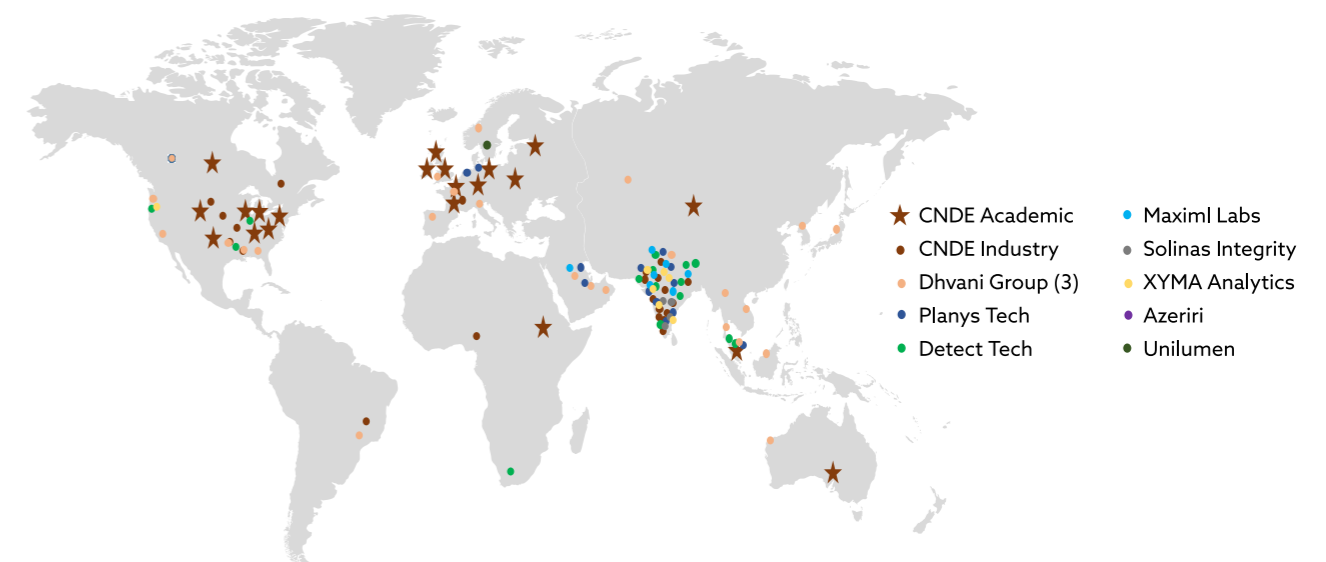 CNDE Academic
CNDE Industry
Dhvani Group (3)
Planys Tech
Detect Tech
Maximl Labs
Solinas Integrity
XYMA Analytics
Azeriri
Unilumen